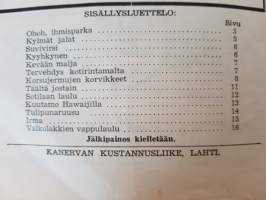 SISÄLLYSLUETTELO:
Sivu
Ohoh, ihmisparka 3
Kylmät jalat 5
Suvivirsi 6
Kyyhkynen 6
Kevään malja 7
Tervehdys kotirintamalta 7
Korsujermujen korvikkeet 8
Täältä jostain 11
Sotilaan laulu 12
Kuutamo Hawaijilla 13
Tulipunaruusu 14
Irma 15
Valkolakkien vappulaulu 16
Jälkipainos kielletään.
KANERVAN KUSTANNUSLIIKE, LAHTI.